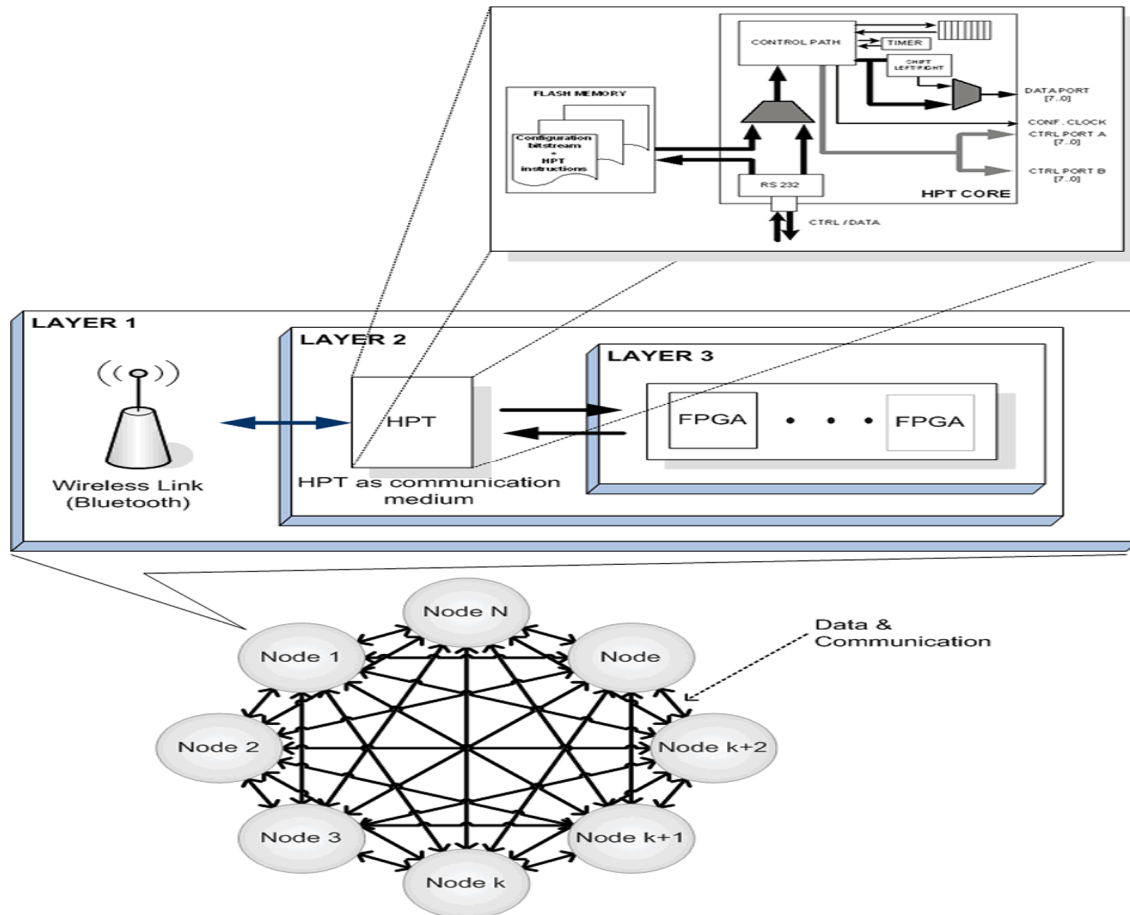 CONTROL PATH
TIMER
SHIFT
LEFT/RIGHT
DATA PORT
[7..0]
CONF. CLOCK
CTRL PORT A
[7..0]
CTRL PORT B
[7..0]
HPT CORE
FLASH MEMORY
Configuration
bitstream
+
HPT
instructions
RS 232
CTRL / DATA
LAYER 1
LAYER 2
LAYER 3
HPT
FPGA
FPGA
Wireless Link
(Bluetooth)
HPT as communication
medium
Node N
Node 1
Node
Data &
Communication
Node 2
Node k+2
Node 3
Node k+1
Node k